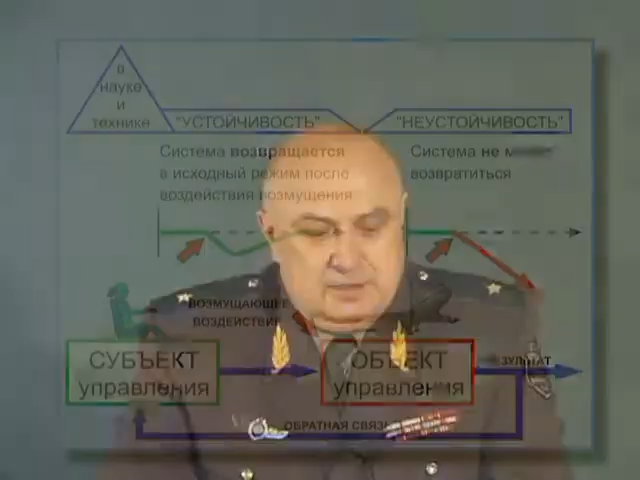 в
науке
и
технике
"УСТОЙЧИВОСТЬ"
"НЕУСТОЙЧИВОСТЬ"
Система возвращается
в исходный режим после
воздействия возмущения
Система не
возвратиться
ВОЗМУЩАЮЩЕЕ
ВОЗДЕЙСТВИЕ
СУБЪЕКТ
управления
ОБЪЕКТ
управления
ОБРАТНАЯ СВЯЗЬ